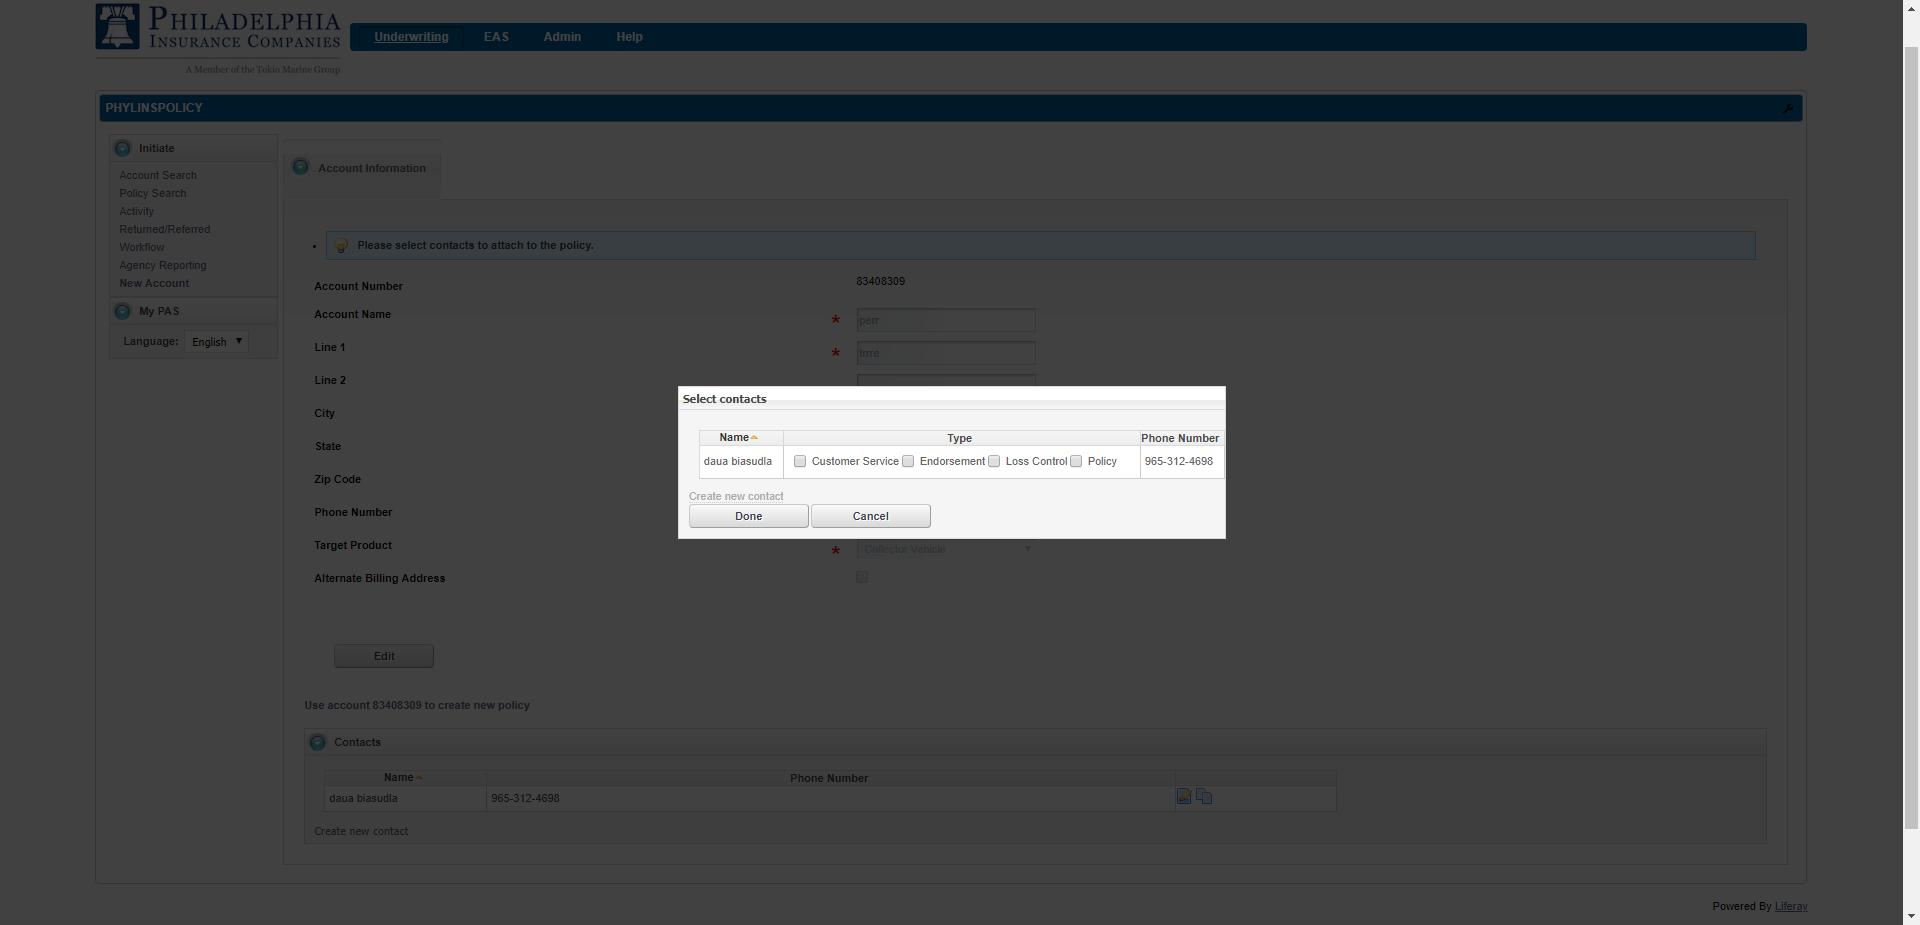 PHILADELPHIA
INSURANCE COMPANIES
A Member of the Tokio Marine Group
Underwriting EAS Admin Help
PHYLINSPOLICY
Initiate
Account Search
Policy Search
Activity
Returned/Referred
Workflow
Agency Reporting
New Account
My PAS
Language: English
Account Information
Please select contacts to attach to the policy.
Account Number 83408309
Account Name * perr
Line 1 * trrre
Line 2
City
State
Zip Code
Phone Number
Target Product * Collector Vehicle
Alternate Billing Address
Select contacts
Name Type Phone Number
daua biasudla Customer Service Endorsement Loss Control Policy 965-312-4698
Create new contact
Done Cancel
Edit
Use account 83408309 to create new policy
Contacts
Name Phone Number
daua biasudla 965-312-4698
Create new contact
Powered By Liferay